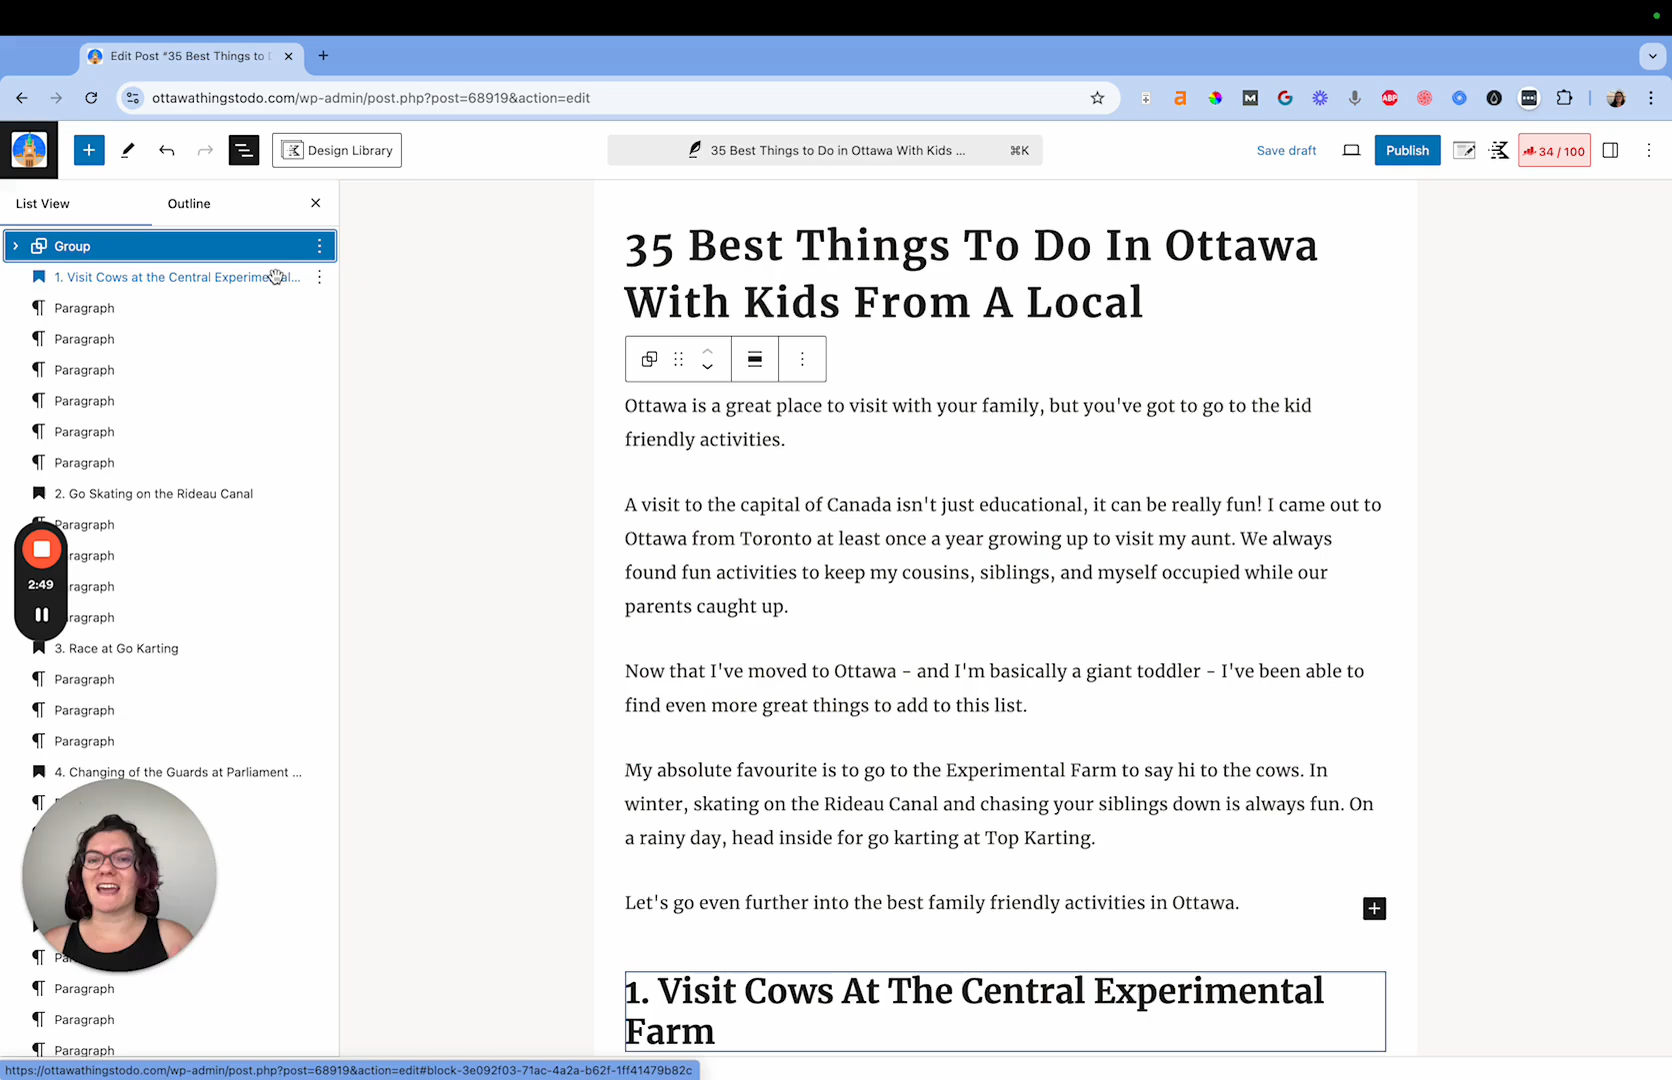 Edit Post “35 Best Things to
ottawathingstodo.com/wp-admin/post.php?post=68919&action=edit
Design Library
35 Best Things to Do in Ottawa With Kids ...
⌘K
Save draft
Publish
34 / 100
List View
Outline
Group
1. Visit Cows at the Central Experimental...
Paragraph
Paragraph
Paragraph
Paragraph
Paragraph
Paragraph
2. Go Skating on the Rideau Canal
Paragraph
ragraph
ragraph
ragraph
2:49
3. Race at Go Karting
Paragraph
Paragraph
Paragraph
4. Changing of the Guards at Parliament ...
Pa
Paragraph
Paragraph
Paragraph
35 Best Things To Do In Ottawa
With Kids From A Local
Ottawa is a great place to visit with your family, but you've got to go to the kid
friendly activities.
A visit to the capital of Canada isn't just educational, it can be really fun! I came out to
Ottawa from Toronto at least once a year growing up to visit my aunt. We always
found fun activities to keep my cousins, siblings, and myself occupied while our
parents caught up.
Now that I've moved to Ottawa - and I'm basically a giant toddler - I've been able to
find even more great things to add to this list.
My absolute favourite is to go to the Experimental Farm to say hi to the cows. In
winter, skating on the Rideau Canal and chasing your siblings down is always fun. On
a rainy day, head inside for go karting at Top Karting.
Let's go even further into the best family friendly activities in Ottawa.
1. Visit Cows At The Central Experimental
Farm
https://ottawathingstodo.com/wp-admin/post.php?post=68919&action=edit#block-3e092f03-71ac-4a2a-b62f-1ff41479b82c